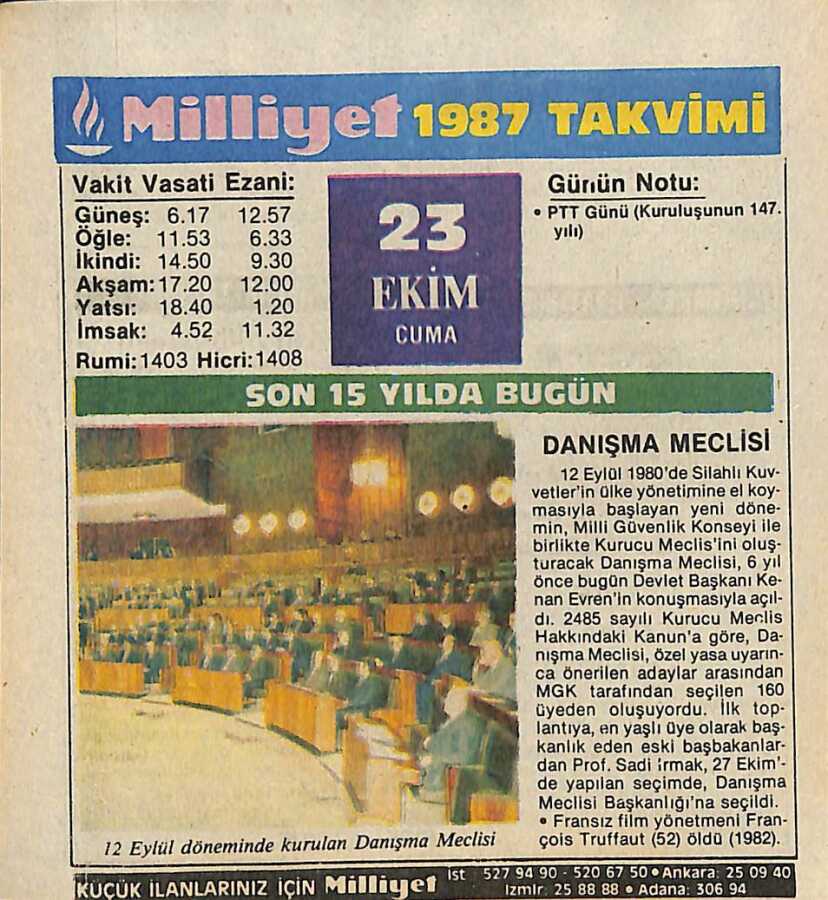 Milliyet 1987 TAKVİMİ
Vakit Vasati Ezani:
Güneş: 6.17 12.57
Öğle: 11.53 6.33
İkindi: 14.50 9.30
Akşam: 17.20 12.00
Yatsı: 18.40 1.20
İmsak: 4.52 11.32
Rumi: 1403 Hicri: 1408
23
EKİM
CUMA
Günün Notu:
• PTT Günü (Kuruluşunun 147.
yılı)
SON 15 YILDA BUGÜN
DANIŞMA MECLİSİ
12 Eylül 1980'de Silahlı Kuv-
vetler'in ülke yönetimine el koy-
masıyla başlayan yeni döne-
min, Milli Güvenlik Konseyi ile
birlikte Kurucu Meclis'ini oluş-
turacak Danışma Meclisi, 6 yıl
önce bugün Devlet Başkanı Ke-
nan Evren'in konuşmasıyla açıl-
dı. 2485 sayılı Kurucu Meclis
Hakkındaki Kanun'a göre, Da-
nışma Meclisi, özel yasa uyarın-
ca önerilen adaylar arasından
MGK tarafından seçilen 160
üyeden oluşuyordu. İlk top-
lantıya, en yaşlı üye olarak baş-
kanlık eden eski başbakanlar-
dan Prof. Sadi Irmak, 27 Ekim'-
de yapılan seçimde, Danışma
Meclisi Başkanlığı'na seçildi.
• Fransız film yönetmeni Fran-
çois Truffaut (52) öldü (1982).
12 Eylül döneminde kurulan Danışma Meclisi
KÜÇÜK İLANLARINIZ İÇİN Milliyet
İst 527 94 90 - 520 67 50 • Ankara: 25 09 40
İzmir: 25 88 88 • Adana: 306 94